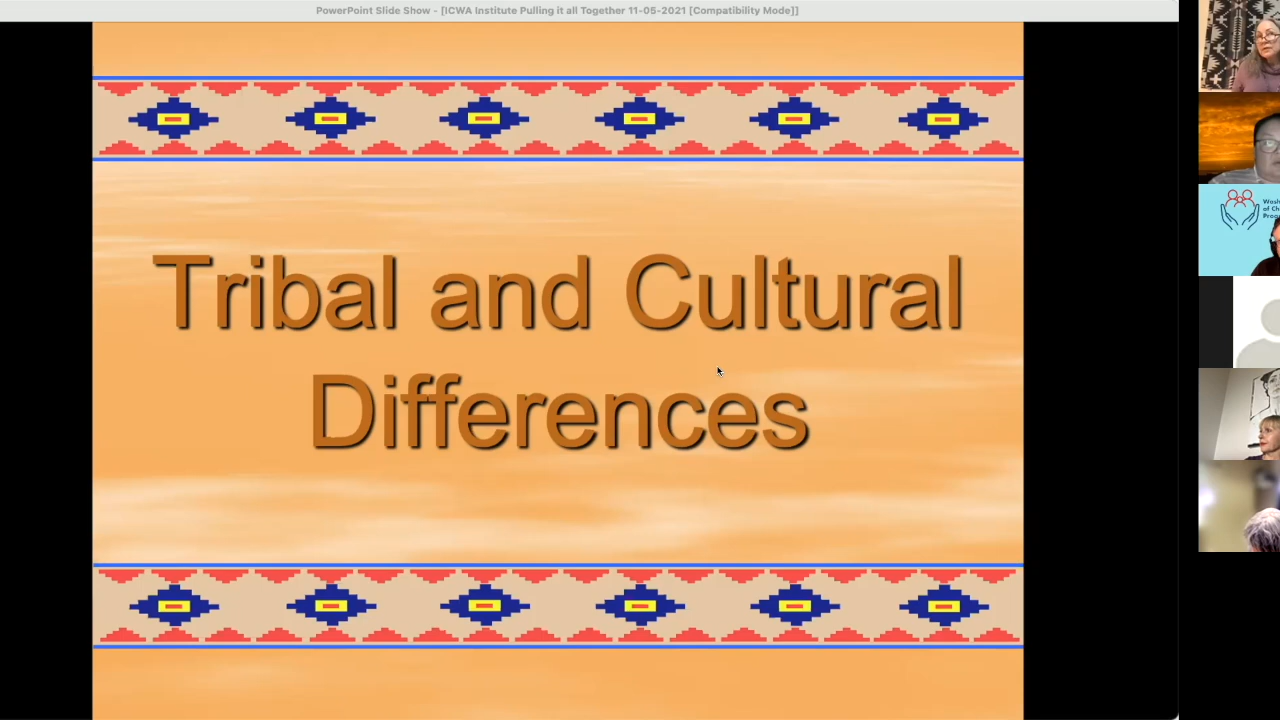 PowerPoint Slide Show - [ICWA Institute Pulling it all Together 11-05-2021 [Compatibility Mode]]
Tribal and Cultural
Differences